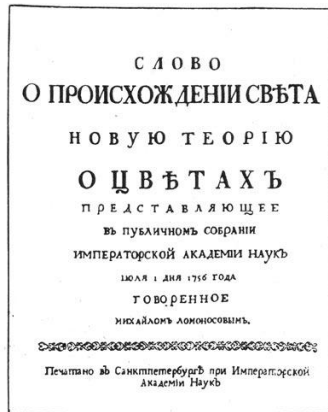 СЛОВО
О ПРОИСХОЖДЕНІИ СВѢТА
НОВУЮ ТЕОРІЮ
О ЦВѢТАХЪ
ПРЕДСТАВЛЯЮЩЕЕ
ВЪ ПУБЛИЧНОМЪ СОБРАНІИ
ИМПЕРАТОРСКОЙ АКАДЕМІИ НАУКЪ
ІЮЛЯ 1 ДНЯ 1756 ГОДА
ГОВОРЕННОЕ
МИХАЙЛОМЪ ЛОМОНОСОВЫМЪ.
Печатано въ Санктпетербургѣ при Императорской
Академіи Наукъ